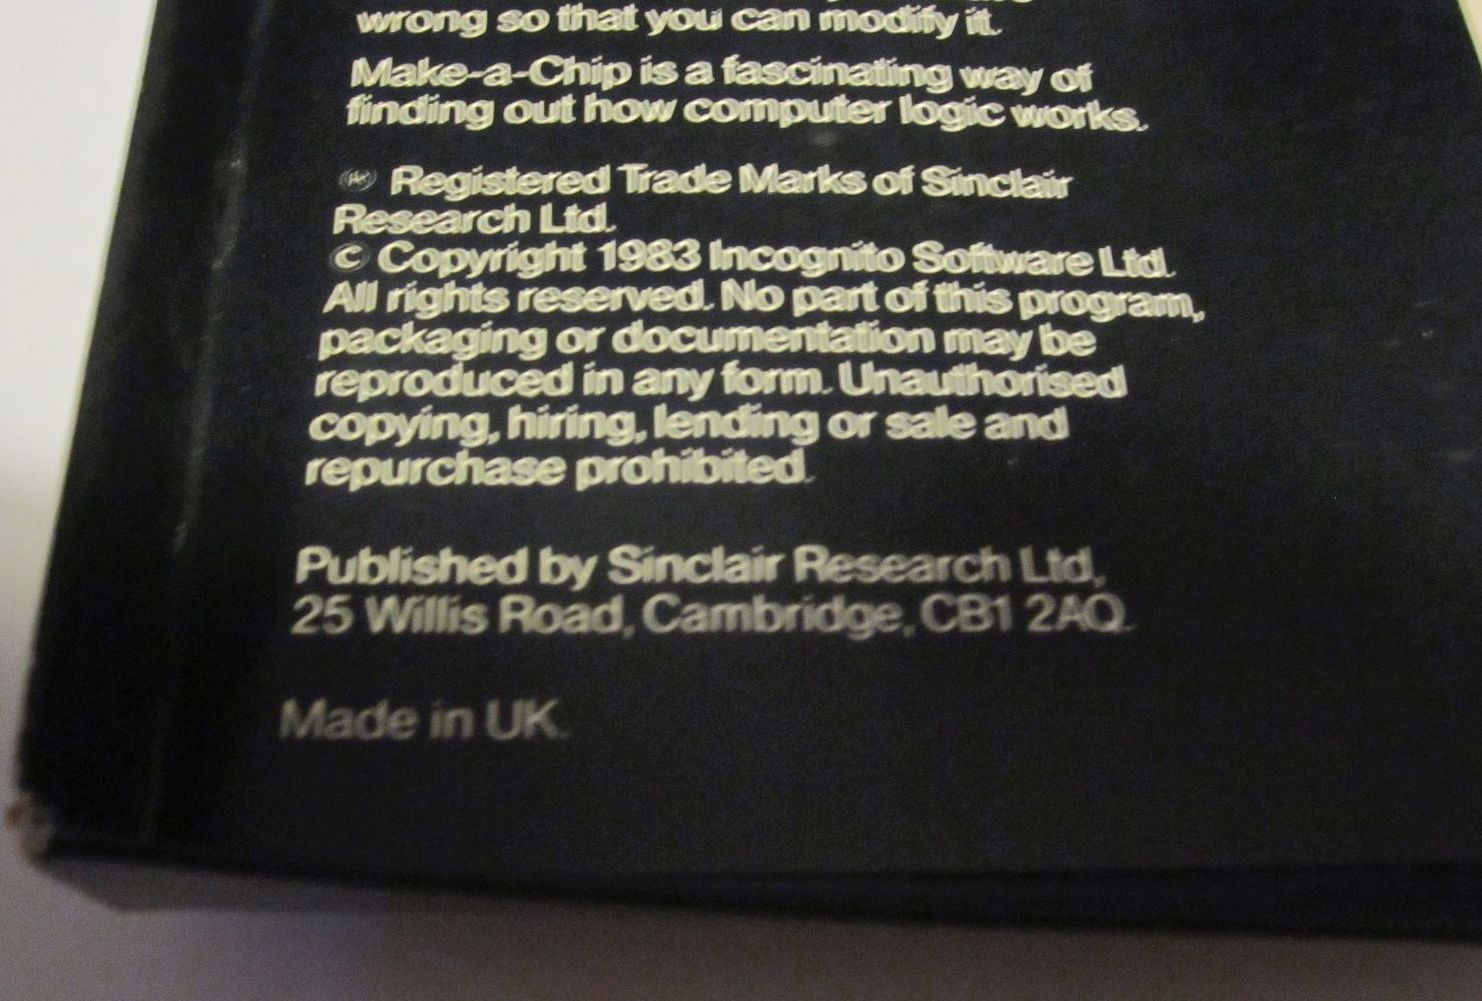 wrong so that you can modify it.
Make-a-Chip is a fascinating way of
finding out how computer logic works.
Registered Trade Marks of Sinclair
Research Ltd.
© Copyright 1983 Incognito Software Ltd.
All rights reserved. No part of this program,
packaging or documentation may be
reproduced in any form. Unauthorised
copying, hiring, lending or sale and
repurchase prohibited.
Published by Sinclair Research Ltd,
25 Willis Road, Cambridge, CB1 2AQ.
Made in UK.